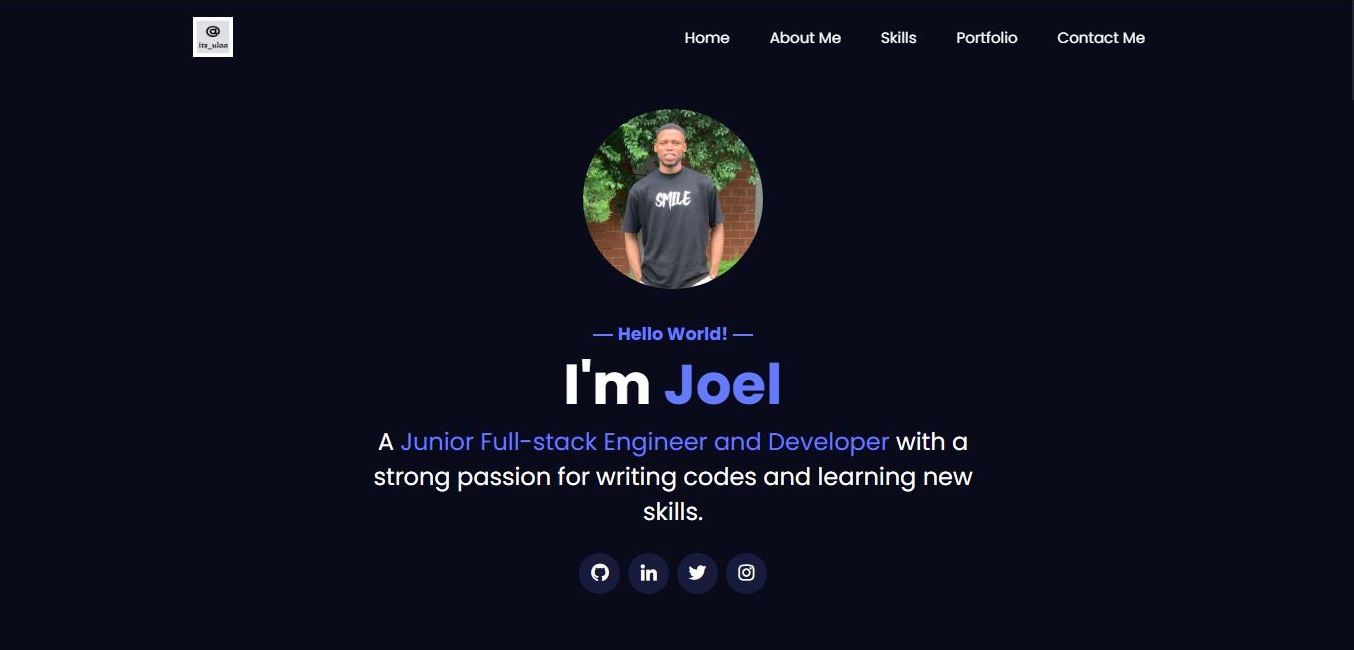 @
its_ulaa
Home About Me Skills Portfolio Contact Me
SMILE
— Hello World! —
I'm Joel
A Junior Full-stack Engineer and Developer with a
strong passion for writing codes and learning new
skills.